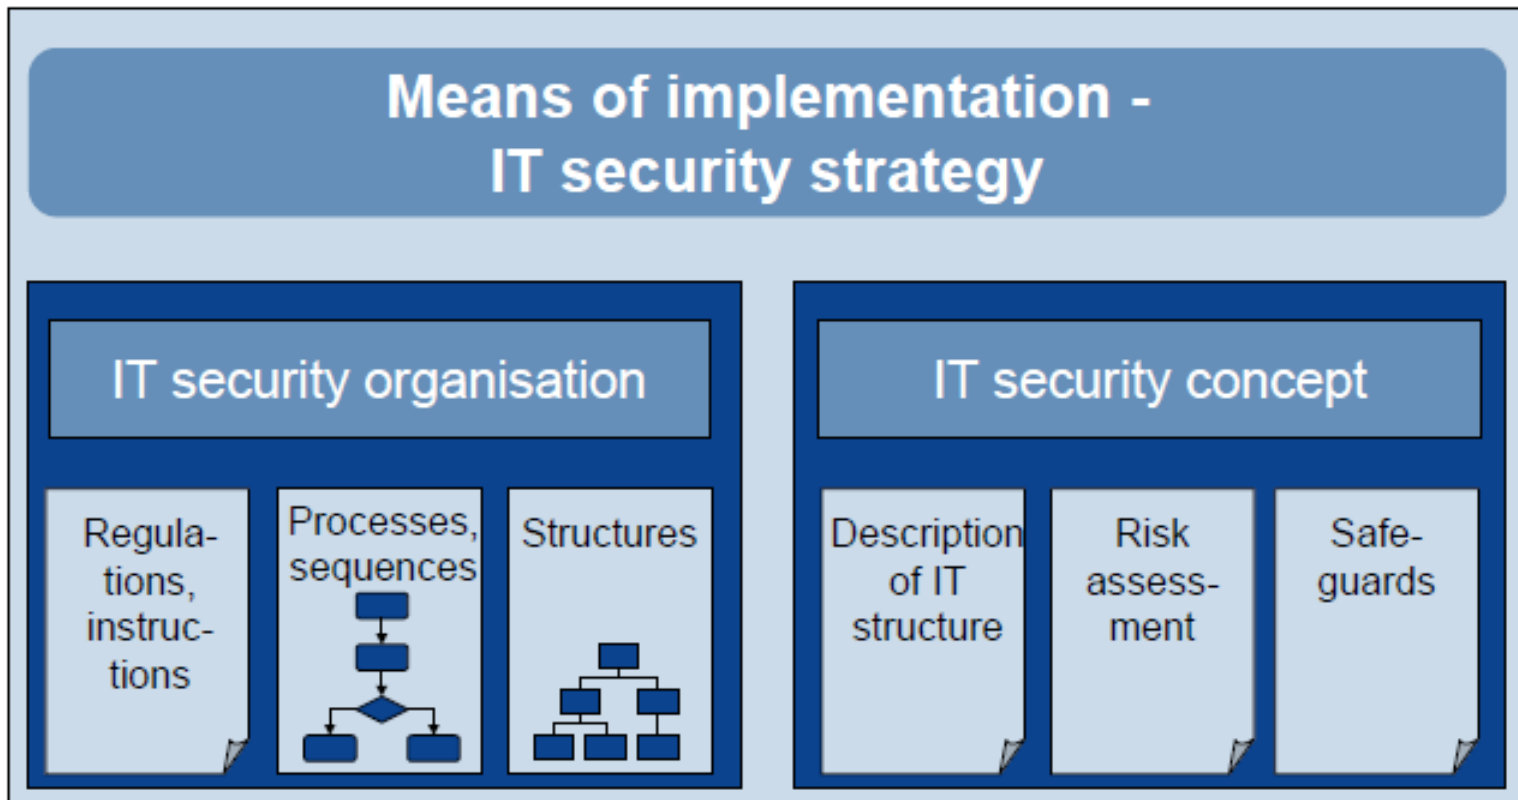 Means of implementation -
IT security strategy
IT security organisation
IT security concept
Regula-
tions,
instruc-
tions
Processes,
sequences
Structures
Description
of IT
structure
Risk
assess-
ment
Safe-
guards